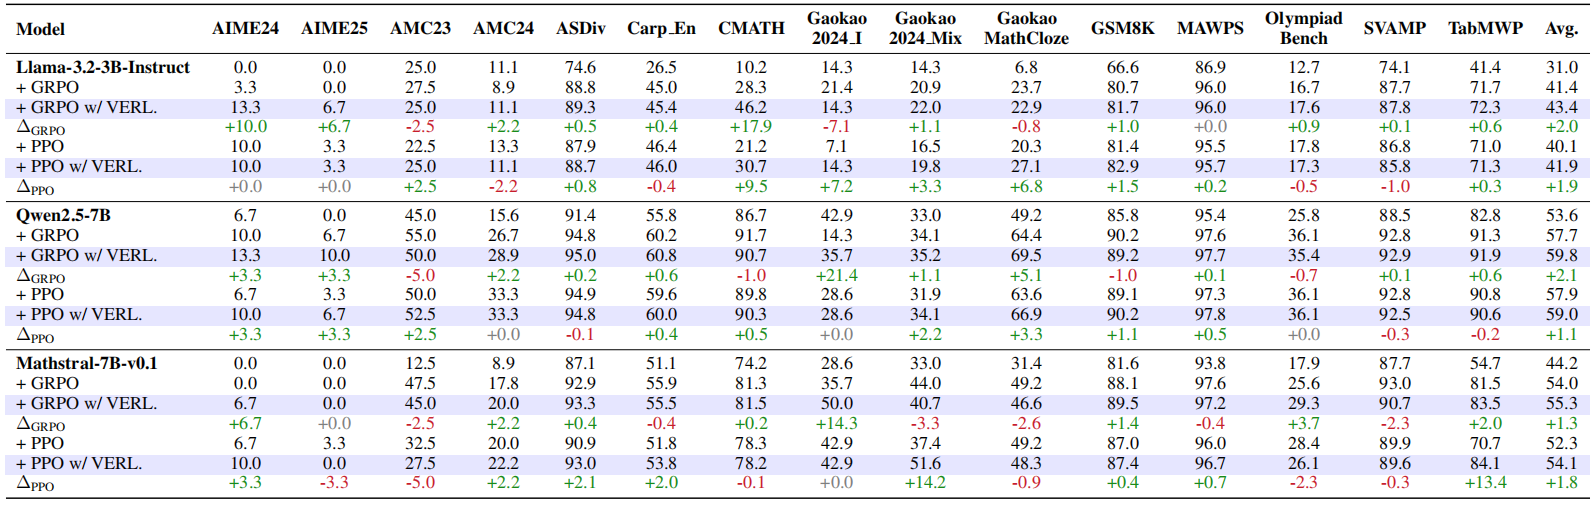 Model AIME24 AIME25 AMC23 AMC24 ASDiv Carp_En CMATH Gaokao 2024_I Gaokao 2024_Mix Gaokao MathCloze GSM8K MAWPS Olympiad Bench SVAMP TabMWP Avg.
Llama-3.2-3B-Instruct 0.0 0.0 25.0 11.1 74.6 26.5 10.2 14.3 14.3 6.8 66.6 86.9 12.7 74.1 41.4 31.0
+ GRPO 3.3 0.0 27.5 8.9 88.8 45.0 28.3 21.4 20.9 23.7 80.7 96.0 16.7 87.7 71.7 41.4
+ GRPO w/ VERL. 13.3 6.7 25.0 11.1 89.3 45.4 46.2 14.3 22.0 22.9 81.7 96.0 17.6 87.8 72.3 43.4
ΔGRPO +10.0 +6.7 -2.5 +2.2 +0.5 +0.4 +17.9 -7.1 +1.1 -0.8 +1.0 +0.0 +0.9 +0.1 +0.6 +2.0
+ PPO 10.0 3.3 22.5 13.3 87.9 46.4 21.2 7.1 16.5 20.3 81.4 95.5 17.8 86.8 71.0 40.1
+ PPO w/ VERL. 10.0 3.3 25.0 11.1 88.7 46.0 30.7 14.3 19.8 27.1 82.9 95.7 17.3 85.8 71.3 41.9
ΔPPO +0.0 +0.0 +2.5 -2.2 +0.8 -0.4 +9.5 +7.2 +3.3 +6.8 +1.5 +0.2 -0.5 -1.0 +0.3 +1.9
Qwen2.5-7B 6.7 0.0 45.0 15.6 91.4 55.8 86.7 42.9 33.0 49.2 85.8 95.4 25.8 88.5 82.8 53.6
+ GRPO 10.0 6.7 55.0 26.7 94.8 60.2 91.7 14.3 34.1 64.4 90.2 97.6 36.1 92.8 91.3 57.7
+ GRPO w/ VERL. 13.3 10.0 50.0 28.9 95.0 60.8 90.7 35.7 35.2 69.5 89.2 97.7 35.4 92.9 91.9 59.8
ΔGRPO +3.3 +3.3 -5.0 +2.2 +0.2 +0.6 -1.0 +21.4 +1.1 +5.1 -1.0 +0.1 -0.7 +0.1 +0.6 +2.1
+ PPO 6.7 3.3 50.0 33.3 94.9 59.6 89.8 28.6 31.9 63.6 89.1 97.3 36.1 92.8 90.8 57.9
+ PPO w/ VERL. 10.0 6.7 52.5 33.3 94.8 60.0 90.3 28.6 34.1 66.9 90.2 97.8 36.1 92.5 90.6 59.0
ΔPPO +3.3 +3.3 +2.5 +0.0 -0.1 +0.4 +0.5 +0.0 +2.2 +3.3 +1.1 +0.5 +0.0 -0.3 -0.2 +1.1
Mathstral-7B-v0.1 0.0 0.0 12.5 8.9 87.1 51.1 74.2 28.6 33.0 31.4 81.6 93.8 17.9 87.7 54.7 44.2
+ GRPO 0.0 0.0 47.5 17.8 92.9 55.9 81.3 35.7 44.0 49.2 88.1 97.6 25.6 93.0 81.5 54.0
+ GRPO w/ VERL. 6.7 0.0 45.0 20.0 93.3 55.5 81.5 50.0 40.7 46.6 89.5 97.2 29.3 90.7 83.5 55.3
ΔGRPO +6.7 +0.0 -2.5 +2.2 +0.4 -0.4 +0.2 +14.3 -3.3 -2.6 +1.4 -0.4 +3.7 -2.3 +2.0 +1.3
+ PPO 6.7 3.3 32.5 20.0 90.9 51.8 78.3 42.9 37.4 49.2 87.0 96.0 28.4 89.9 70.7 52.3
+ PPO w/ VERL. 10.0 0.0 27.5 22.2 93.0 53.8 78.2 42.9 51.6 48.3 87.4 96.7 26.1 89.6 84.1 54.1
ΔPPO +3.3 -3.3 -5.0 +2.2 +2.1 +2.0 -0.1 +0.0 +14.2 -0.9 +0.4 +0.7 -2.3 -0.3 +13.4 +1.8